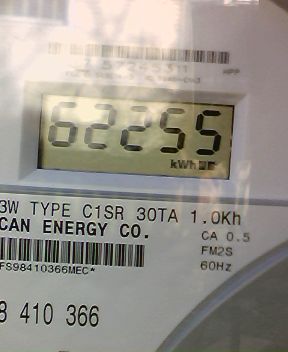 62255
kWh
3W TYPE C1SR 30TA 1.0Kh
CAN ENERGY CO.
CA 0.5
FM2S
60Hz
FS98410366MEC*
8 410 366